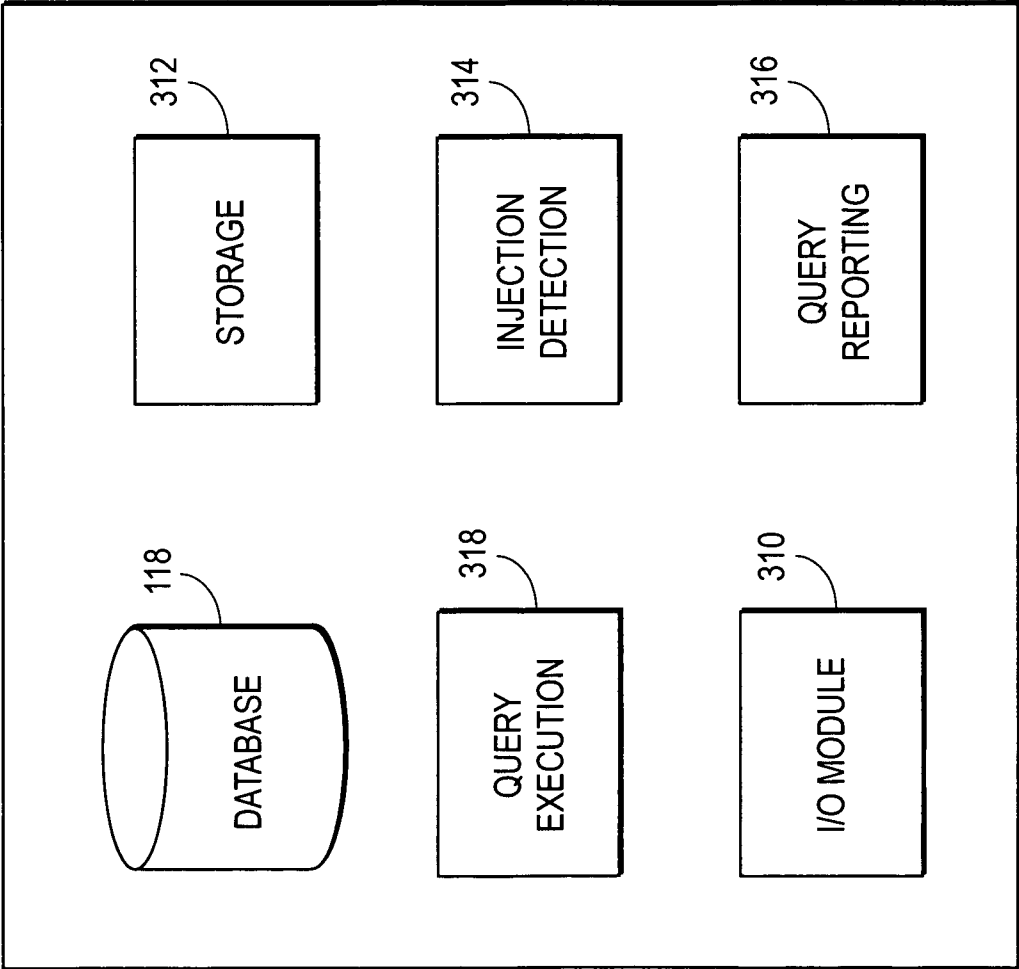 118
DATABASE
312
STORAGE
318
QUERY
EXECUTION
314
INJECTION
DETECTION
310
I/O MODULE
316
QUERY
REPORTING